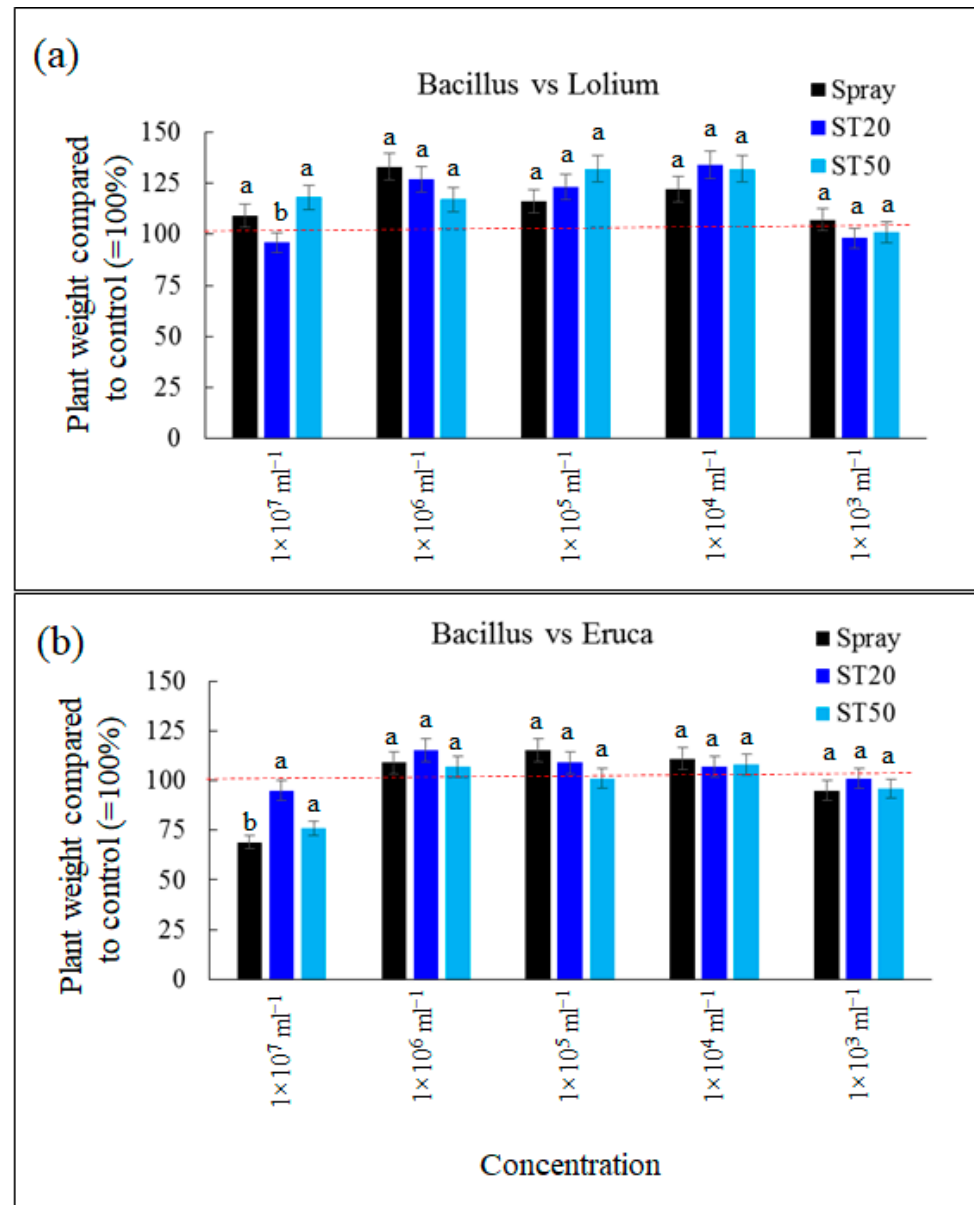 (a)
Bacillus vs Lolium
Spray
ST20
ST50
Plant weight compared
to control (=100%)
150
125
100
75
50
25
0
a
b
a
a
a
a
a
a
a
a
a
a
a
a
a
1×10⁷ ml⁻¹
1×10⁶ ml⁻¹
1×10⁵ ml⁻¹
1×10⁴ ml⁻¹
1×10³ ml⁻¹
(b)
Bacillus vs Eruca
Spray
ST20
ST50
Plant weight compared
to control (=100%)
150
125
100
75
50
25
0
b
a
a
a
a
a
a
a
a
a
a
a
a
a
a
1×10⁷ ml⁻¹
1×10⁶ ml⁻¹
1×10⁵ ml⁻¹
1×10⁴ ml⁻¹
1×10³ ml⁻¹
Concentration